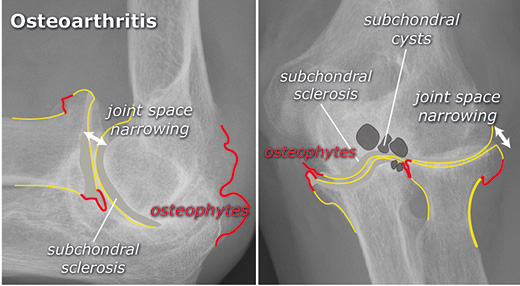 Osteoarthritis
joint space
narrowing
osteophytes
subchondral
sclerosis
subchondral
cysts
subchondral
sclerosis
joint space
narrowing
osteophytes